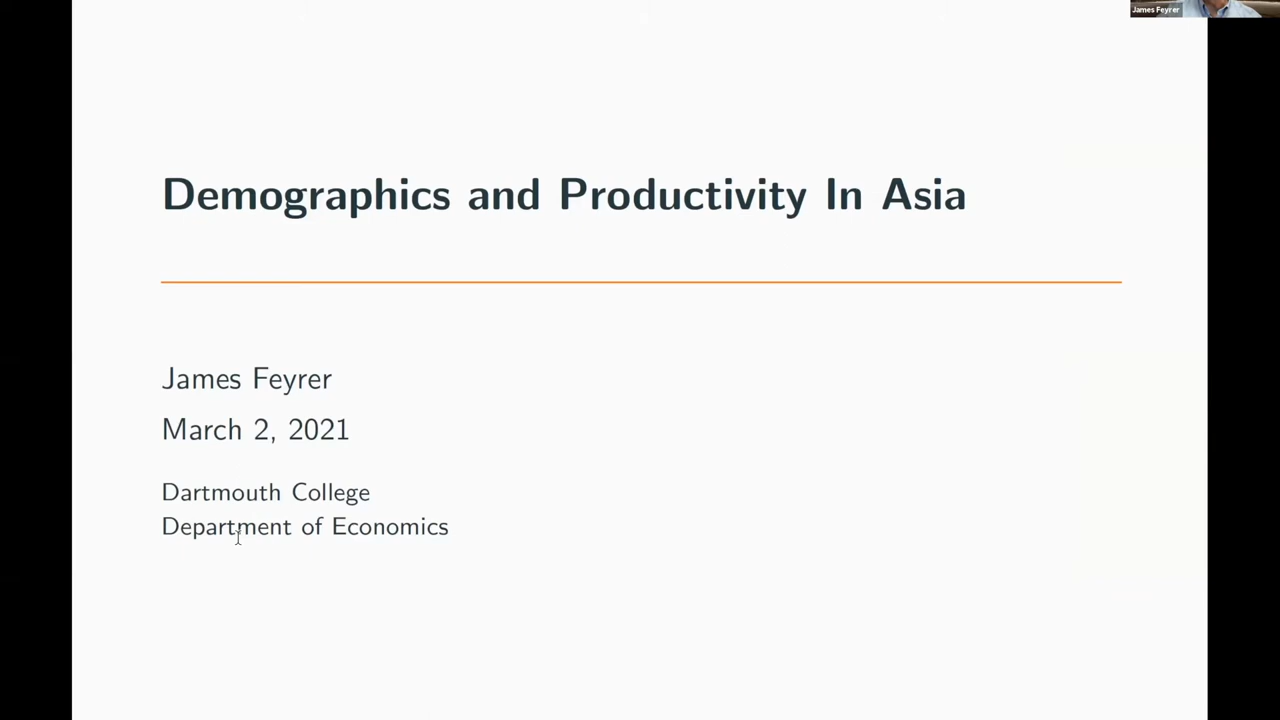 James Feyrer
Demographics and Productivity In Asia
James Feyrer
March 2, 2021
Dartmouth College
Department of Economics